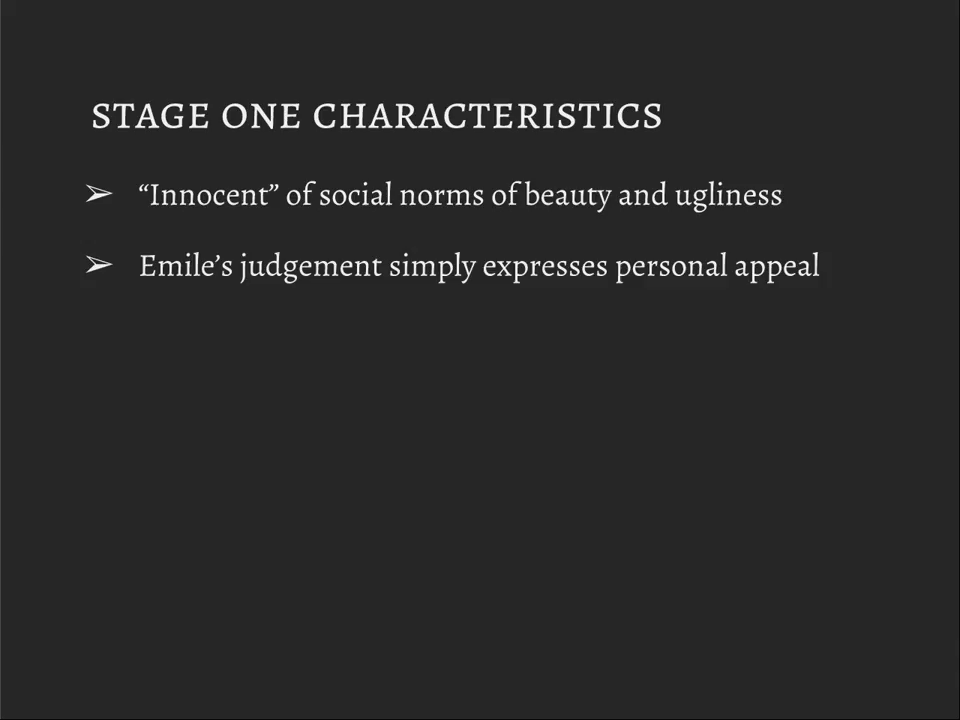 STAGE ONE CHARACTERISTICS
➢ “Innocent” of social norms of beauty and ugliness
➢ Emile’s judgement simply expresses personal appeal